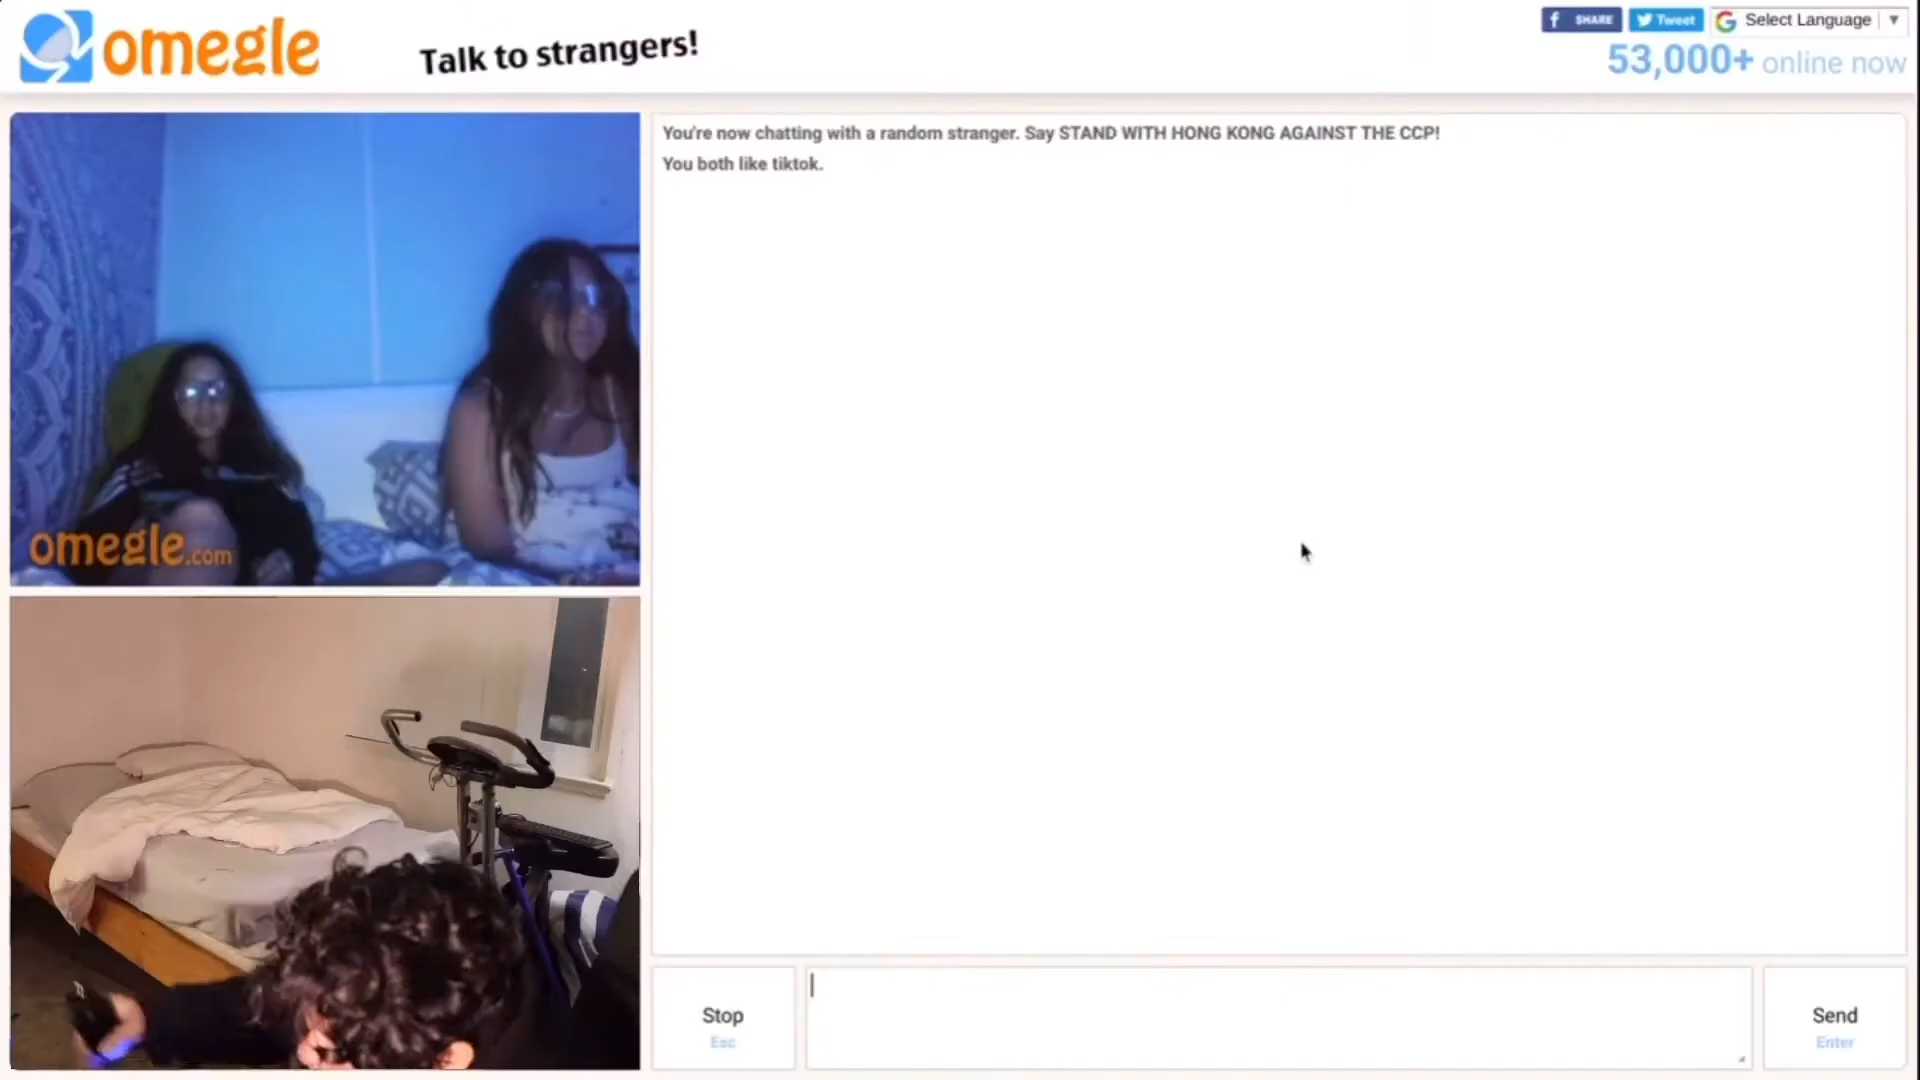 omegle
Talk to strangers!
SHARE
Tweet
Select Language
53,000+ online now
You're now chatting with a random stranger. Say STAND WITH HONG KONG AGAINST THE CCP!
You both like tiktok.
omegle.com
Stop
Esc
Send
Enter